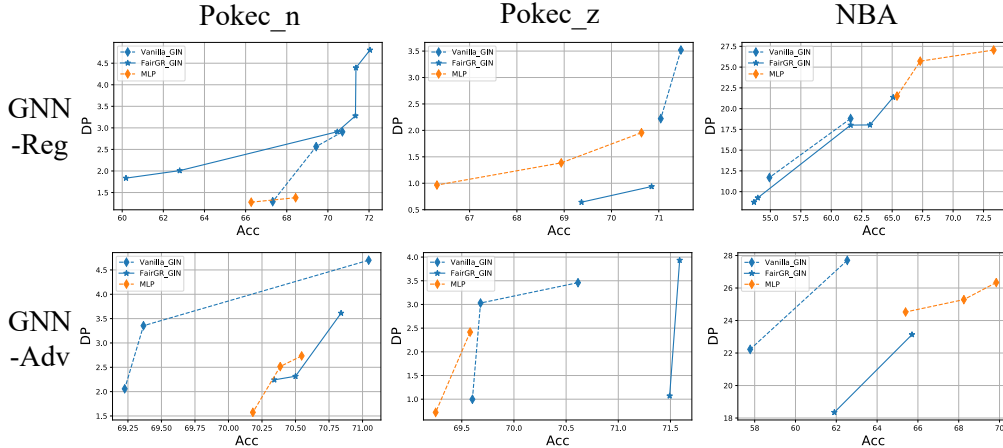 Pokec_n
Pokec_z
NBA
GNN
-Reg
Vanilla_GIN
FairGR_GIN
MLP
DP
4.5
4.0
3.5
3.0
2.5
2.0
1.5
60 62 64 66 68 70 72
Acc
Vanilla_GIN
FairGR_GIN
MLP
DP
3.5
3.0
2.5
2.0
1.5
1.0
0.5
67 68 69 70 71
Acc
Vanilla_GIN
FairGR_GIN
MLP
DP
27.5
25.0
22.5
20.0
17.5
15.0
12.5
10.0
55.0 57.5 60.0 62.5 65.0 67.5 70.0 72.5
Acc
GNN
-Adv
Vanilla_GIN
FairGR_GIN
MLP
DP
4.5
4.0
3.5
3.0
2.5
2.0
1.5
69.25 69.50 69.75 70.00 70.25 70.50 70.75 71.00
Acc
Vanilla_GIN
FairGR_GIN
MLP
DP
4.0
3.5
3.0
2.5
2.0
1.5
1.0
69.5 70.0 70.5 71.0 71.5
Acc
Vanilla_GIN
FairGR_GIN
MLP
DP
28
26
24
22
20
18
58 60 62 64 66 68 70
Acc